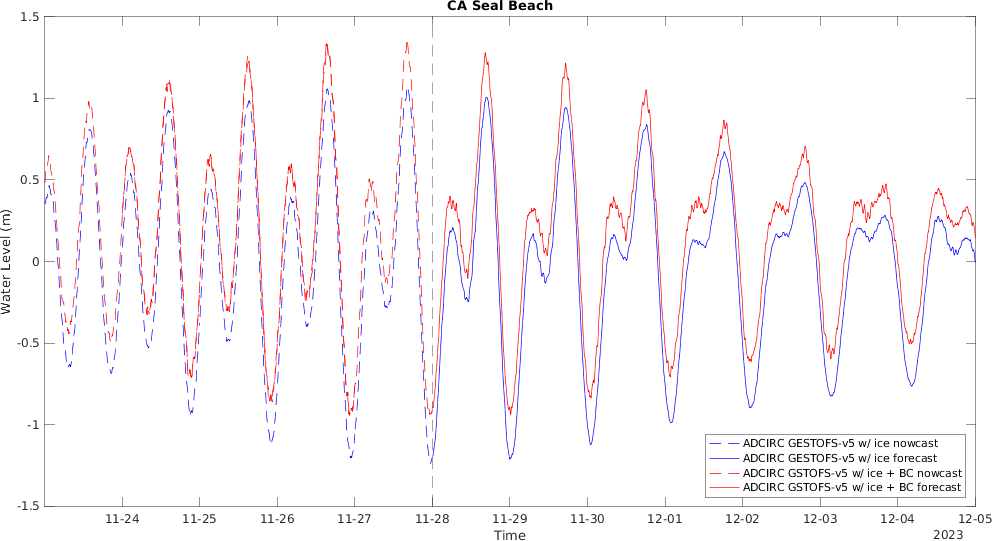 CA Seal Beach
1.5
1
0.5
0
-0.5
-1
-1.5
Water Level (m)
11-24 11-25 11-26 11-27 11-28 11-29 11-30 12-01 12-02 12-03 12-04 12-05
Time
2023
ADCIRC GESTOFS-v5 w/ ice nowcast
ADCIRC GESTOFS-v5 w/ ice forecast
ADCIRC GSTOFS-v5 w/ ice + BC nowcast
ADCIRC GSTOFS-v5 w/ ice + BC forecast